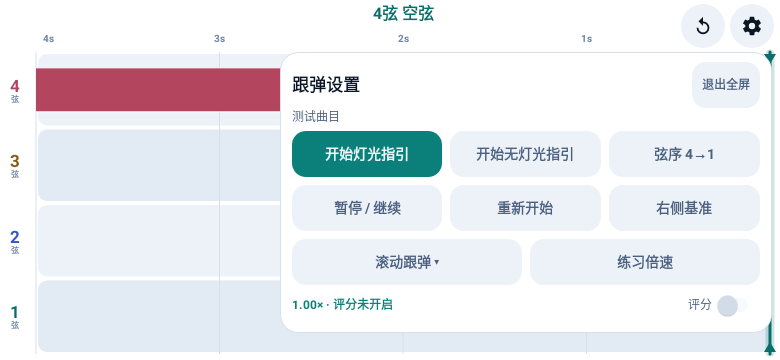 4弦 空弦
4s
3s
2s
1s
4
弦
3
弦
2
弦
1
弦
跟弹设置
退出全屏
测试曲目
开始灯光指引
开始无灯光指引
弦序 4→1
暂停 / 继续
重新开始
右侧基准
滚动跟弹 ▾
练习倍速
1.00× · 评分未开启
评分